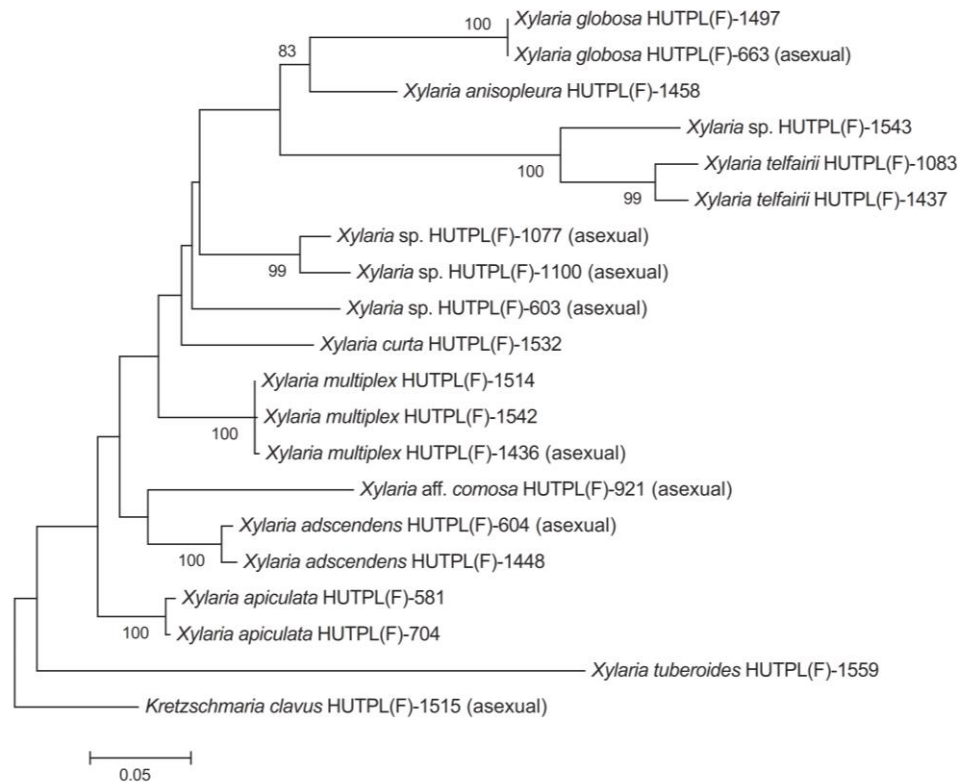 100
Xylaria globosa HUTPL(F)-1497
Xylaria globosa HUTPL(F)-663 (asexual)
83
Xylaria anisopleura HUTPL(F)-1458
Xylaria sp. HUTPL(F)-1543
100
Xylaria telfairii HUTPL(F)-1083
99
Xylaria telfairii HUTPL(F)-1437
Xylaria sp. HUTPL(F)-1077 (asexual)
99
Xylaria sp. HUTPL(F)-1100 (asexual)
Xylaria sp. HUTPL(F)-603 (asexual)
Xylaria curta HUTPL(F)-1532
Xylaria multiplex HUTPL(F)-1514
Xylaria multiplex HUTPL(F)-1542
100
Xylaria multiplex HUTPL(F)-1436 (asexual)
Xylaria aff. comosa HUTPL(F)-921 (asexual)
Xylaria adscendens HUTPL(F)-604 (asexual)
100
Xylaria adscendens HUTPL(F)-1448
Xylaria apiculata HUTPL(F)-581
100
Xylaria apiculata HUTPL(F)-704
Xylaria tuberoides HUTPL(F)-1559
Kretzschmaria clavus HUTPL(F)-1515 (asexual)
0.05